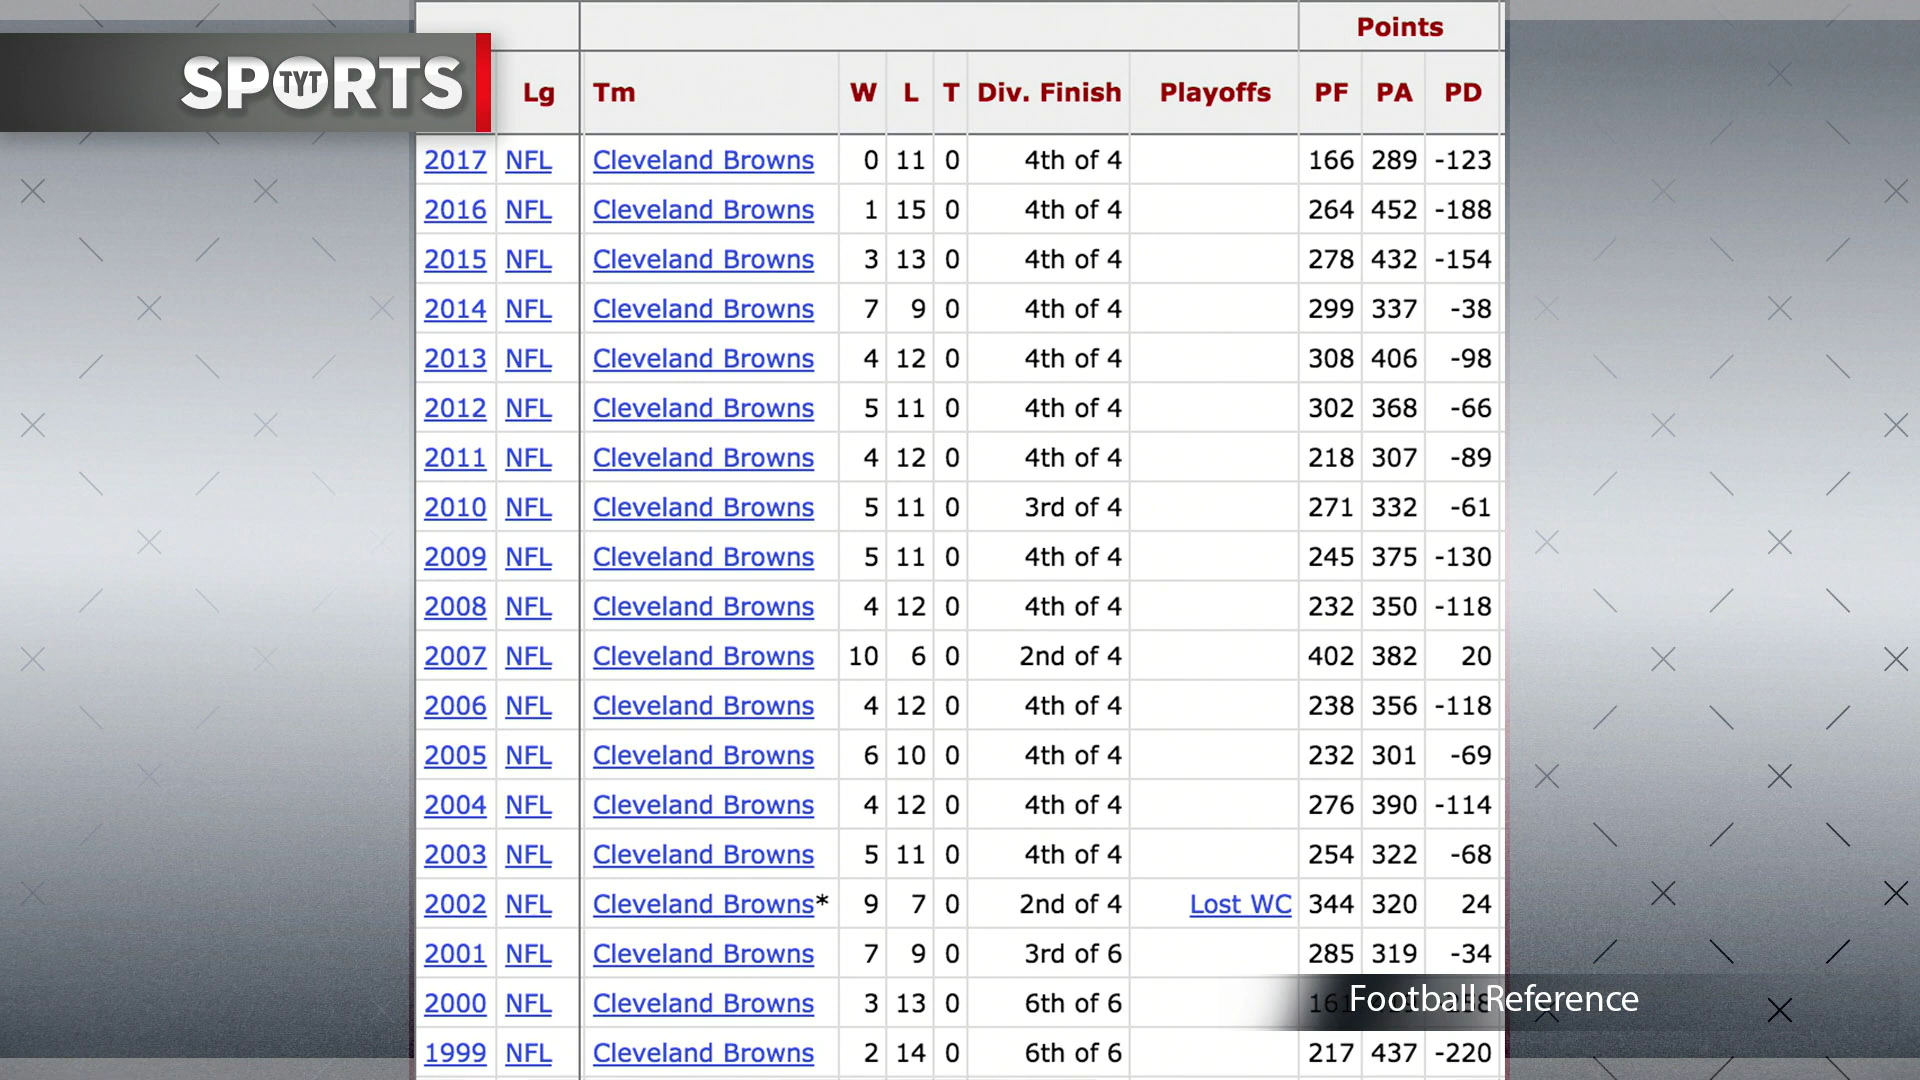 SPORTS
TYT
Points
Lg Tm W L T Div. Finish Playoffs PF PA PD
2017 NFL Cleveland Browns 0 11 0 4th of 4 166 289 -123
2016 NFL Cleveland Browns 1 15 0 4th of 4 264 452 -188
2015 NFL Cleveland Browns 3 13 0 4th of 4 278 432 -154
2014 NFL Cleveland Browns 7 9 0 4th of 4 299 337 -38
2013 NFL Cleveland Browns 4 12 0 4th of 4 308 406 -98
2012 NFL Cleveland Browns 5 11 0 4th of 4 302 368 -66
2011 NFL Cleveland Browns 4 12 0 4th of 4 218 307 -89
2010 NFL Cleveland Browns 5 11 0 3rd of 4 271 332 -61
2009 NFL Cleveland Browns 5 11 0 4th of 4 245 375 -130
2008 NFL Cleveland Browns 4 12 0 4th of 4 232 350 -118
2007 NFL Cleveland Browns 10 6 0 2nd of 4 402 382 20
2006 NFL Cleveland Browns 4 12 0 4th of 4 238 356 -118
2005 NFL Cleveland Browns 6 10 0 4th of 4 232 301 -69
2004 NFL Cleveland Browns 4 12 0 4th of 4 276 390 -114
2003 NFL Cleveland Browns 5 11 0 4th of 4 254 322 -68
2002 NFL Cleveland Browns* 9 7 0 2nd of 4 Lost WC 344 320 24
2001 NFL Cleveland Browns 7 9 0 3rd of 6 285 319 -34
2000 NFL Cleveland Browns 3 13 0 6th of 6
Football Reference
1999 NFL Cleveland Browns 2 14 0 6th of 6 217 437 -220